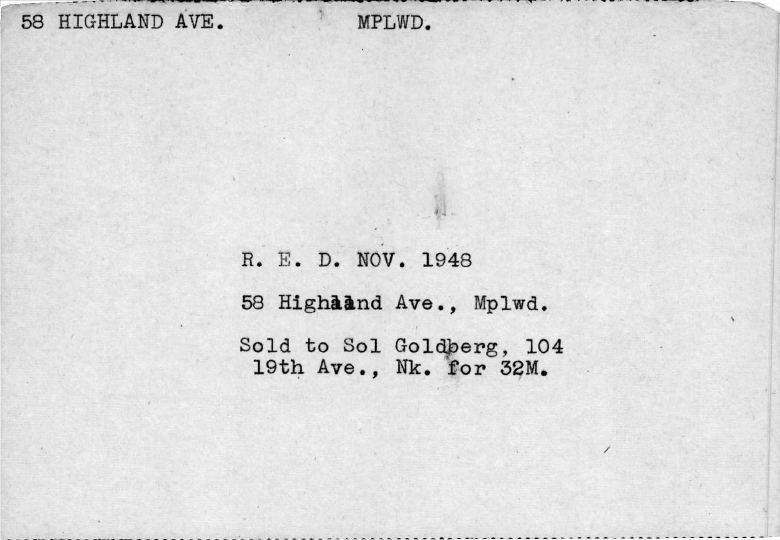 58 HIGHLAND AVE. MPLWD.
R. E. D. NOV. 1948
58 Highland Ave., Mplwd.
Sold to Sol Goldberg, 104
19th Ave., Nk. for 32M.